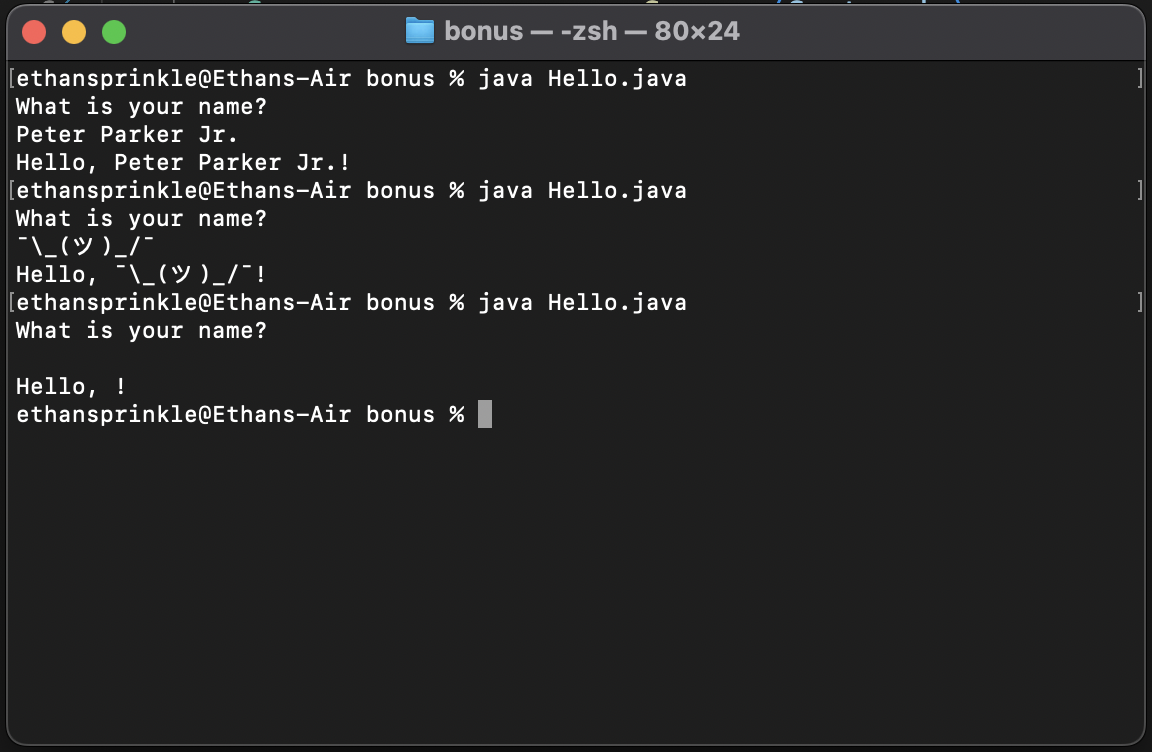 bonus — -zsh — 80×24
[ethansprinkle@Ethans-Air bonus % java Hello.java ]
What is your name?
Peter Parker Jr.
Hello, Peter Parker Jr.!
[ethansprinkle@Ethans-Air bonus % java Hello.java ]
What is your name?
¯\_(ツ)_/¯
Hello, ¯\_(ツ)_/¯!
[ethansprinkle@Ethans-Air bonus % java Hello.java ]
What is your name?
Hello, !
ethansprinkle@Ethans-Air bonus %